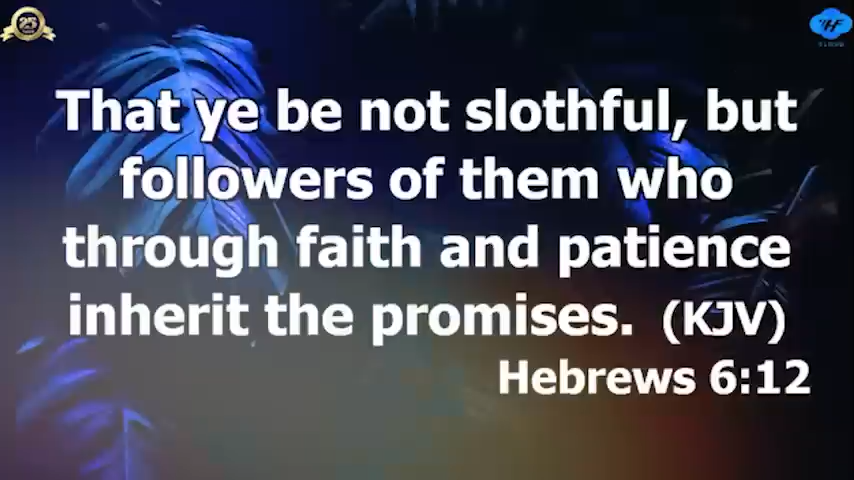 25
That ye be not slothful, but
followers of them who
through faith and patience
inherit the promises. (KJV)
Hebrews 6:12